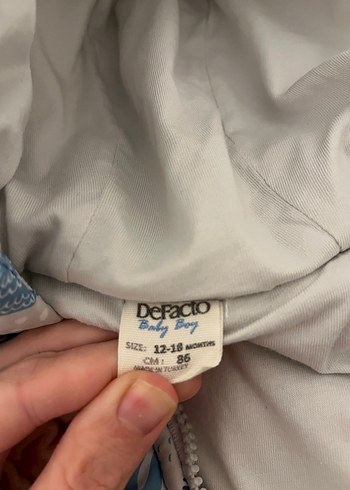 DeFacto
Baby Boy
SIZE: 12-18 MONTHS
CM: 86
MADE IN TURKEY